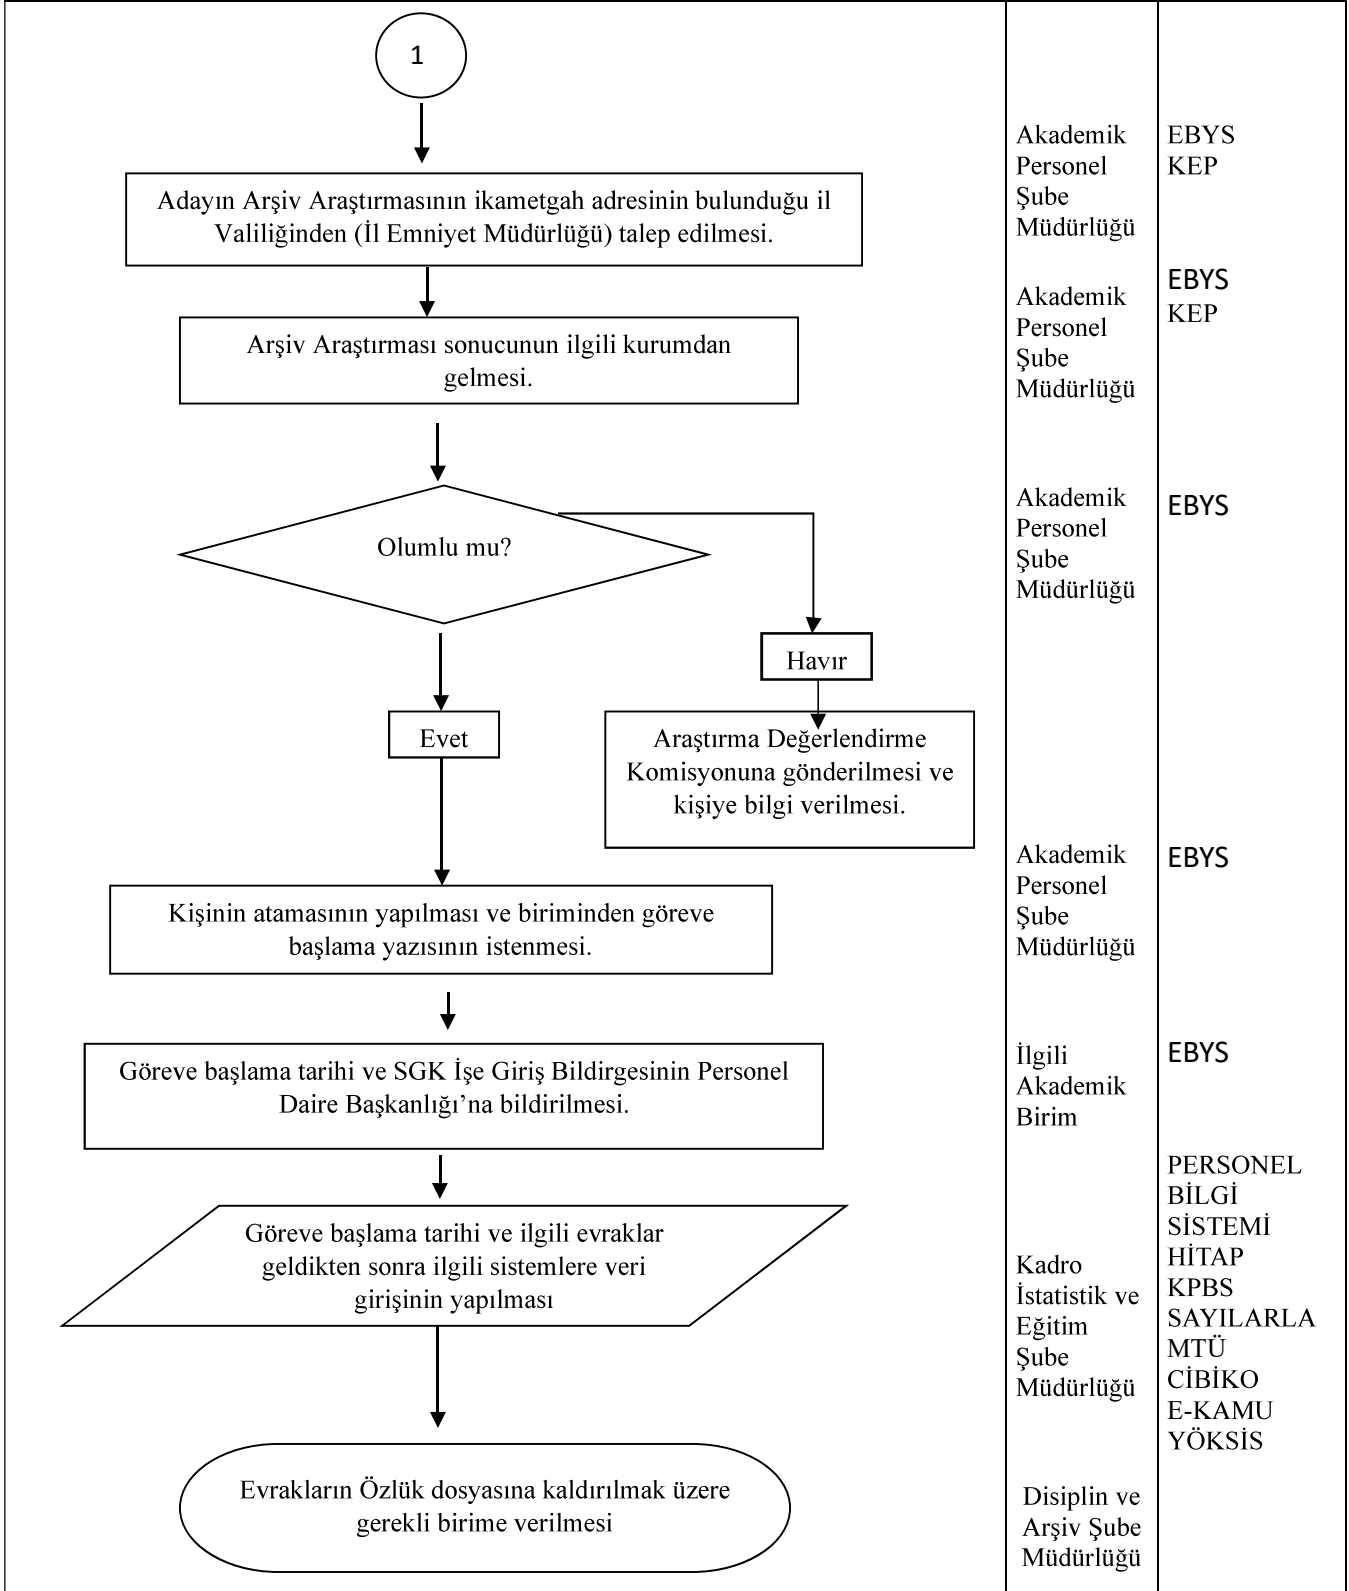 1
Adayın Arşiv Araştırmasının ikametgah adresinin bulunduğu il
Valiliğinden (İl Emniyet Müdürlüğü) talep edilmesi.
Akademik
Personel
Şube
Müdürlüğü
EBYS
KEP
Arşiv Araştırması sonucunun ilgili kurumdan
gelmesi.
Akademik
Personel
Şube
Müdürlüğü
EBYS
KEP
Olumlu mu?
Akademik
Personel
Şube
Müdürlüğü
EBYS
Hayır
Evet
Araştırma Değerlendirme
Komisyonuna gönderilmesi ve
kişiye bilgi verilmesi.
Kişinin atamasının yapılması ve biriminden göreve
başlama yazısının istenmesi.
Akademik
Personel
Şube
Müdürlüğü
EBYS
Göreve başlama tarihi ve SGK İşe Giriş Bildirgesinin Personel
Daire Başkanlığı’na bildirilmesi.
İlgili
Akademik
Birim
EBYS
Göreve başlama tarihi ve ilgili evraklar
geldikten sonra ilgili sistemlere veri
girişinin yapılması
Kadro
İstatistik ve
Eğitim
Şube
Müdürlüğü
PERSONEL
BİLGİ
SİSTEMİ
HİTAP
KPBS
SAYILARLA
MTÜ
CİBİKO
E-KAMU
YÖKSİS
Evrakların Özlük dosyasına kaldırılmak üzere
gerekli birime verilmesi
Disiplin ve
Arşiv Şube
Müdürlüğü